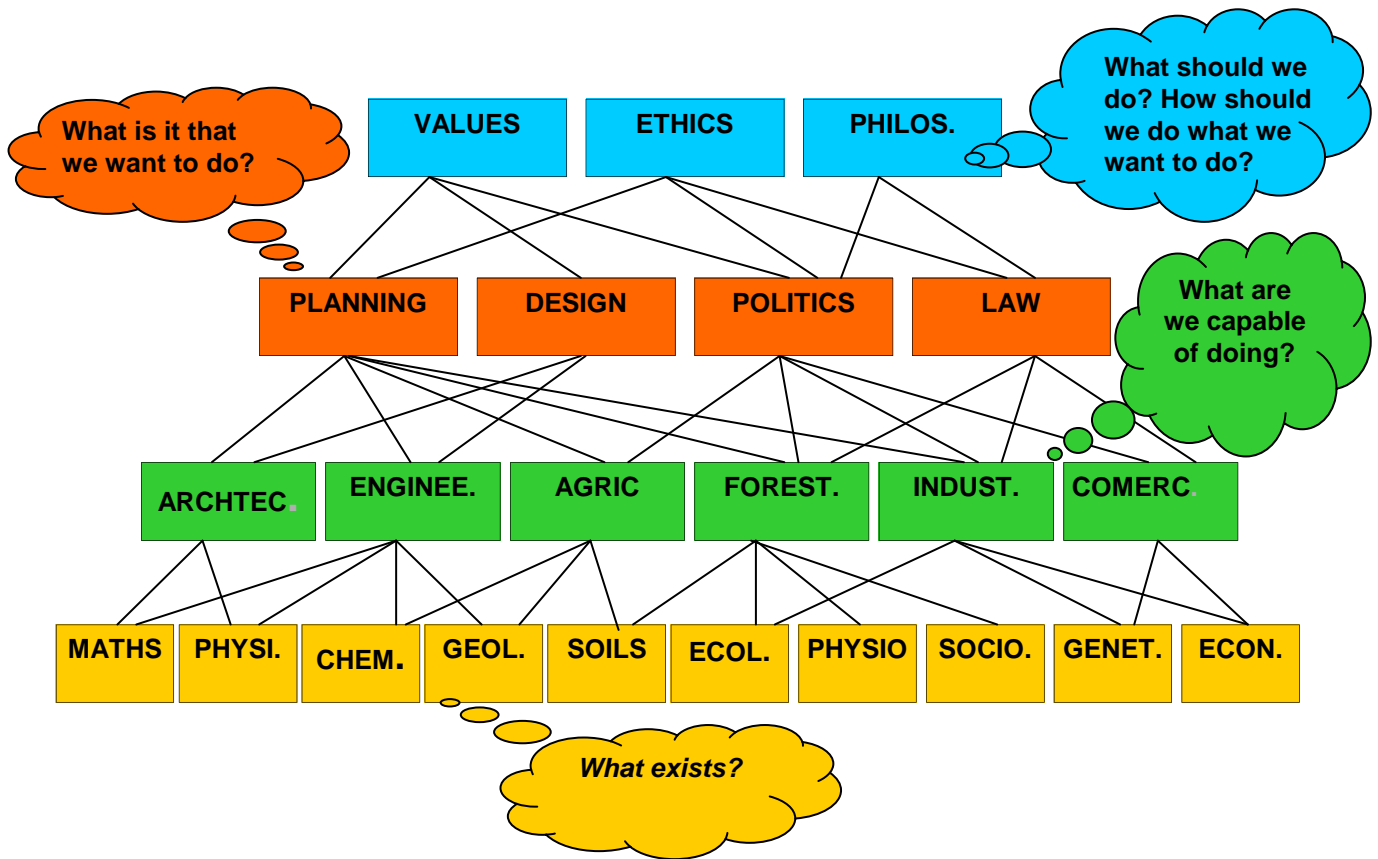 What should we
do? How should
we do what we
want to do?
What is it that
we want to do?
VALUES
ETHICS
PHILOS.
PLANNING
DESIGN
POLITICS
LAW
What are
we capable
of doing?
ARCHTEC.
ENGINEE.
AGRIC
FOREST.
INDUST.
COMERC.
MATHS
PHYSI.
CHEM.
GEOL.
SOILS
ECOL.
PHYSIO
SOCIO.
GENET.
ECON.
What exists?